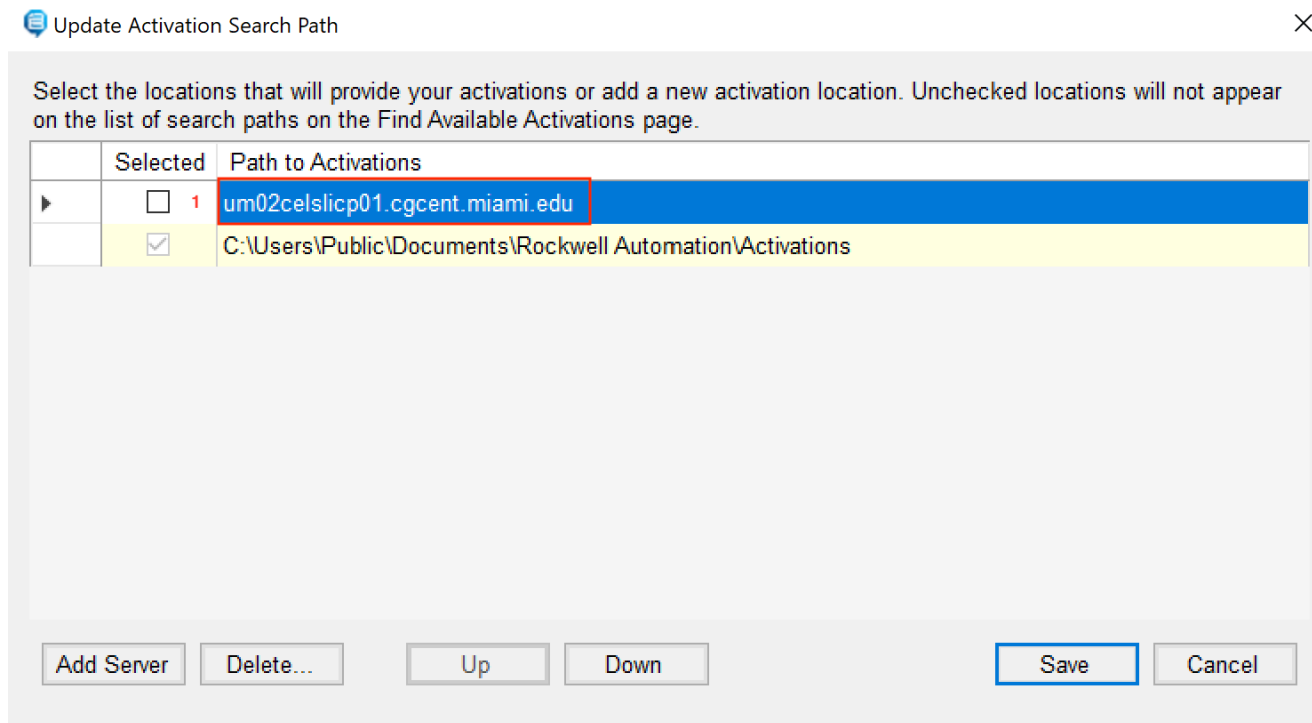 Update Activation Search Path
Select the locations that will provide your activations or add a new activation location. Unchecked locations will not appear
on the list of search paths on the Find Available Activations page.
Selected Path to Activations
1 um02celslicp01.cgcent.miami.edu
C:\Users\Public\Documents\Rockwell Automation\Activations
Add Server Delete... Up Down Save Cancel